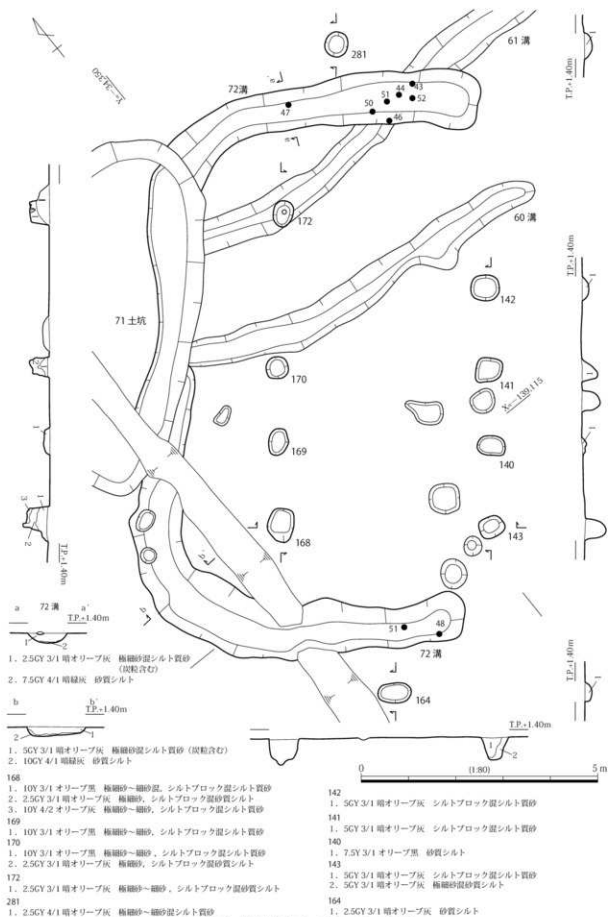 61 溝
281
T.P.+1.40m
1
Y=-34,250
72溝
a'
a
47
43
44
51
52
50
46
172
60 溝
T.P.+1.40m
142
71 土坑
170
141
X=-139,115
169
140
168
143
b'
b
T.P.+1.40m
51
48
72 溝
164
a 72 溝 a'
T.P.+1.40m
1 2
1. 2.5GY 3/1 暗オリーブ灰 極細砂混シルト質砂
(炭粒含む)
2. 7.5GY 4/1 暗緑灰 砂質シルト
b b'
T.P.+1.40m
2 1
1. 5GY 3/1 暗オリーブ灰 極細砂混シルト質砂(炭粒含む)
2. 10GY 4/1 暗緑灰 砂質シルト
168
1. 10Y 3/1 オリーブ黒 極細砂~細砂混、シルトブロック混シルト質砂
2. 2.5GY 3/1 暗オリーブ灰 極細砂、シルトブロック混砂質シルト
3. 10Y 4/2 オリーブ灰 極細砂~細砂、シルトブロック混シルト質砂
169
1. 10Y 3/1 オリーブ黒 極細砂~細砂、シルトブロック混シルト質砂
170
1. 10Y 3/1 オリーブ黒 極細砂~細砂、シルトブロック混シルト質砂
2. 2.5GY 3/1 暗オリーブ灰 極細砂、シルトブロック混砂質シルト
172
1. 2.5GY 3/1 暗オリーブ灰 極細砂~細砂、シルトブロック混砂質シルト
281
1. 2.5GY 4/1 暗オリーブ灰 極細砂混シルト質砂
T.P.+1.40m
1
T.P.+1.40m
1
2
0 (1:80) 5 m
142
1. 5GY 3/1 暗オリーブ灰 シルトブロック混シルト質砂
141
1. 5GY 3/1 暗オリーブ灰 シルトブロック混シルト質砂
140
1. 7.5Y 3/1 オリーブ黒 砂質シルト
143
1. 5GY 3/1 暗オリーブ灰 シルトブロック混シルト質砂
2. 5GY 3/1 暗オリーブ灰 極細砂混砂質シルト
164
1. 2.5GY 3/1 暗オリーブ灰 砂質シルト